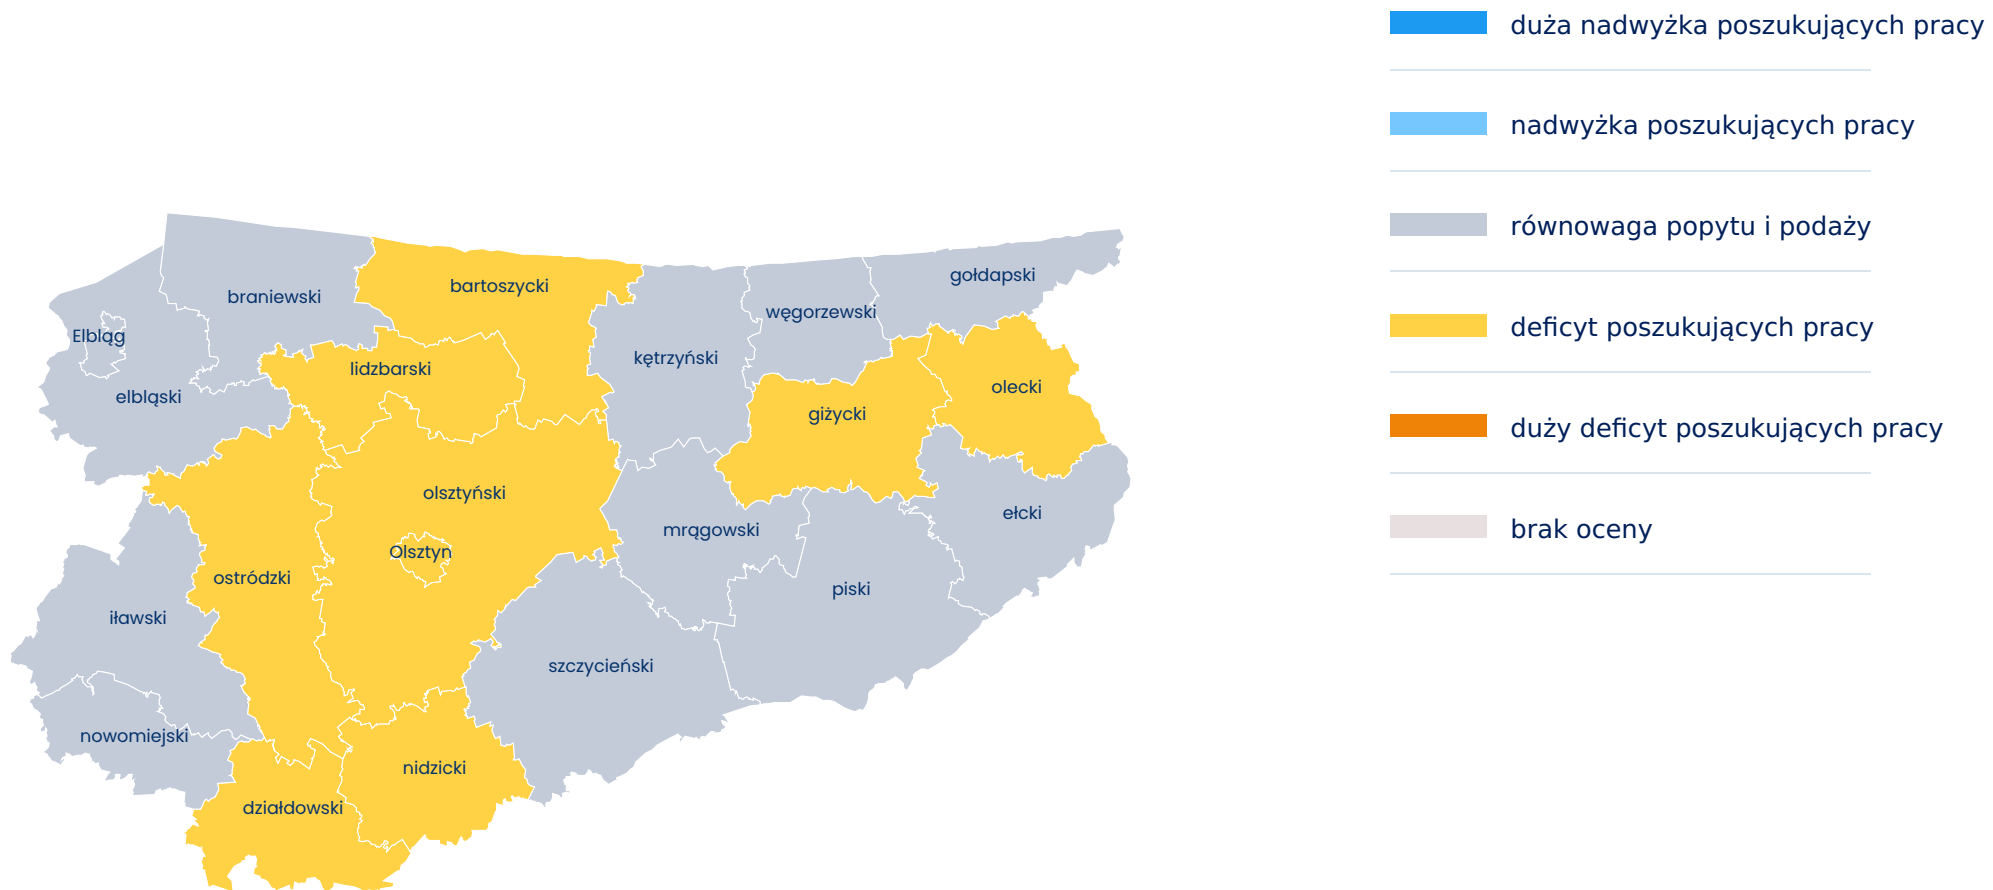 duża nadwyżka poszukujących pracy
nadwyżka poszukujących pracy
równowaga popytu i podaży
deficyt poszukujących pracy
duży deficyt poszukujących pracy
brak oceny
gołdapski
bartoszycki
braniewski
węgorzewski
Elbląg
kętrzyński
lidzbarski
olecki
elbląski
giżycki
olsztyński
ełcki
mrągowski
Olsztyn
ostródzki
piski
iławski
szczycieński
nowomiejski
nidzicki
działdowski